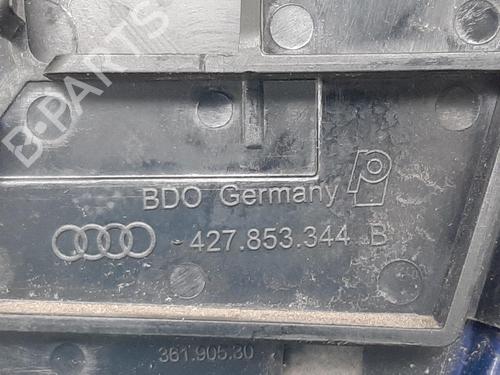 B-PARTS
BDO Germany
- 427.853.344 B
361.905.30